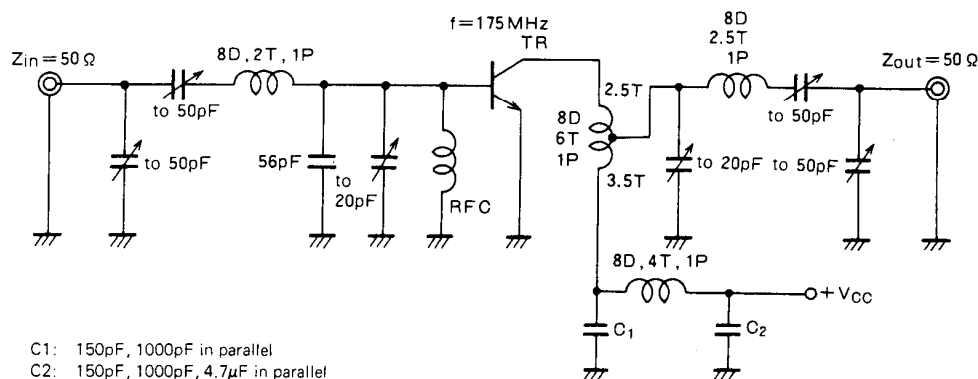 f=175MHz
TR
Zin=50Ω
8D, 2T, 1P
to 50pF
to 50pF
56pF
to
20pF
RFC
2.5T
8D
6T
1P
3.5T
8D
2.5T
1P
to 50pF
Zout=50Ω
to 20pF
to 50pF
8D, 4T, 1P
+VCC
C1
C2
C1: 150pF, 1000pF in parallel
C2: 150pF, 1000pF, 4.7μF in parallel